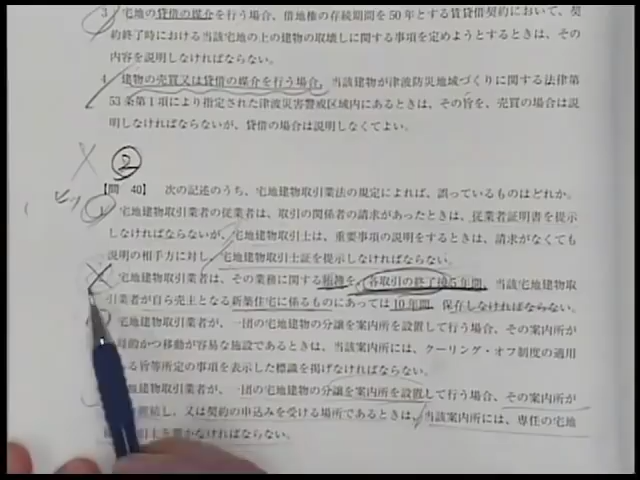 3 宅地の貸借の媒介を行う場合、借地権の存続期間を50年とする賃貸借契約において、契
約終了時における当該宅地の上の建物の取壊しに関する事項を定めようとするときは、その
内容を説明しなければならない。
4 建物の売買又は貸借の媒介を行う場合、当該建物が津波防災地域づくりに関する法律第
53条第1項により指定された津波災害警戒区域内にあるときは、その旨を、売買の場合は説
明しなければならないが、貸借の場合は説明しなくてよい。
× ②
【問 40】 次の記述のうち、宅地建物取引業法の規定によれば、誤っているものはどれか。
1 宅地建物取引業者の従業者は、取引の関係者の請求があったときは、従業者証明書を提示
しなければならないが、宅地建物取引士は、重要事項の説明をするときは、請求がなくても
説明の相手方に対し、宅地建物取引士証を提示しなければならない。
宅地建物取引業者は、その業務に関する帳簿を、各取引の終了後5年間、当該宅地建物取
引業者が自ら売主となる新築住宅に係るものにあっては10年間、保存しなければならない。
宅地建物取引業者が、一団の宅地建物の分譲を案内所を設置して行う場合、その案内所が
的かつ移動が容易な施設であるときは、当該案内所には、クーリング・オフ制度の適用
る旨等所定の事項を表示した標識を掲げなければならない。
宅地建物取引業者が、一団の宅地建物の分譲を案内所を設置して行う場合、その案内所が
し、又は契約の申込みを受ける場所であるときは、当該案内所には、専任の宅地
を置かなければならない。